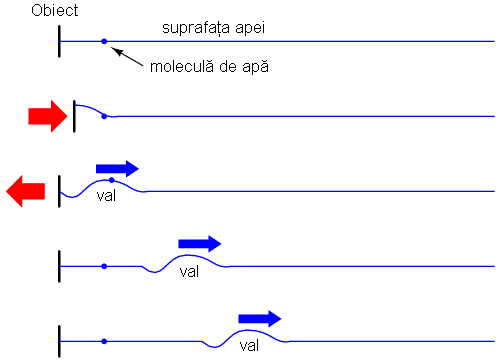 Obiect
suprafața apei
moleculă de apă
val
val
val